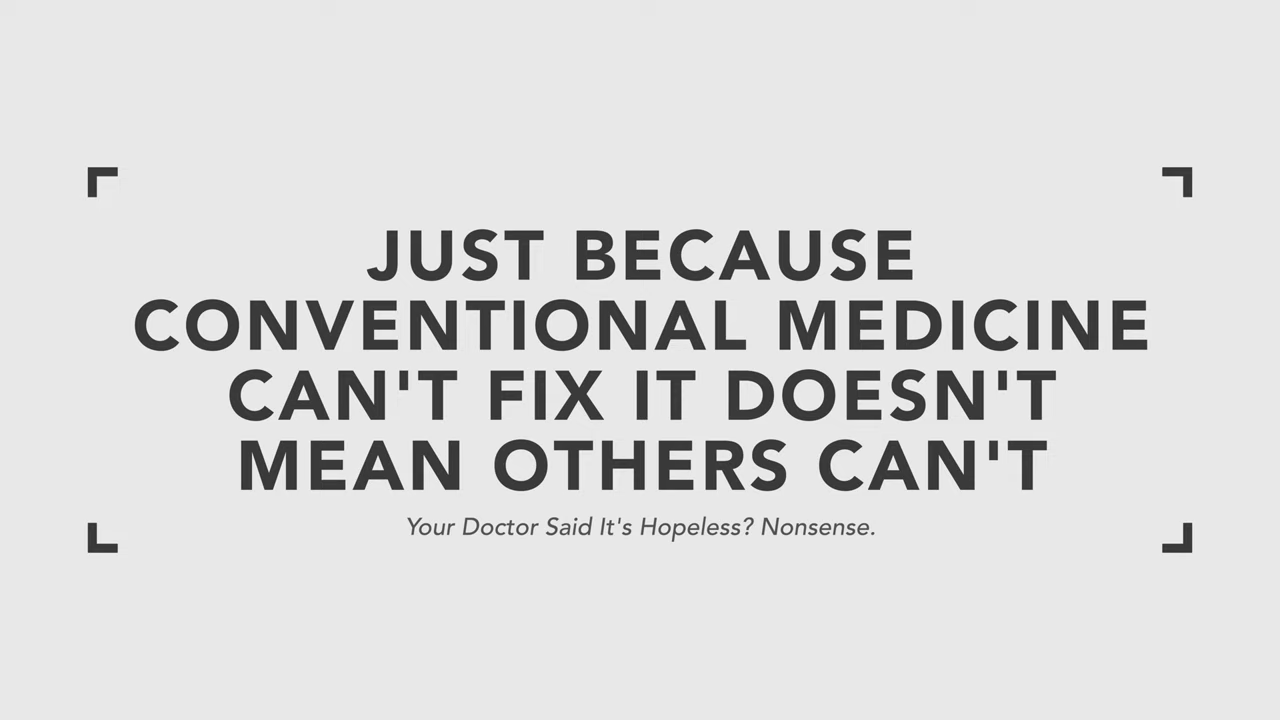 JUST BECAUSE
CONVENTIONAL MEDICINE
CAN'T FIX IT DOESN'T
MEAN OTHERS CAN'T
Your Doctor Said It's Hopeless? Nonsense.